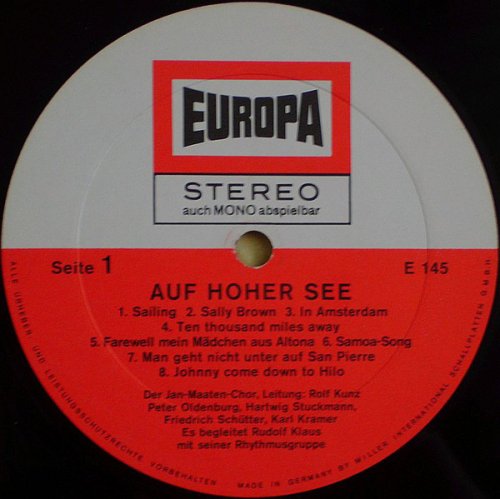 EUROPA
STEREO
auch MONO abspielbar
Seite 1
E 145
AUF HOHER SEE
1. Sailing 2. Sally Brown 3. In Amsterdam
4. Ten thousand miles away
5. Farewell mein Mädchen aus Altona 6. Samoa-Song
7. Man geht nicht unter auf San Pierre
8. Johnny come down to Hilo
Der Jan-Maaten-Chor, Leitung: Rolf Kunz
Peter Oldenburg, Hartwig Stuckmann,
Friedrich Schütter, Karl Kramer
Es begleitet Rudolf Klaus
mit seiner Rhythmusgruppe
ALLE URHEBER- UND LEISTUNGSSCHUTZRECHTE VORBEHALTEN · MADE IN GERMANY BY MILLER INTERNATIONAL SCHALLPLATTEN GMBH